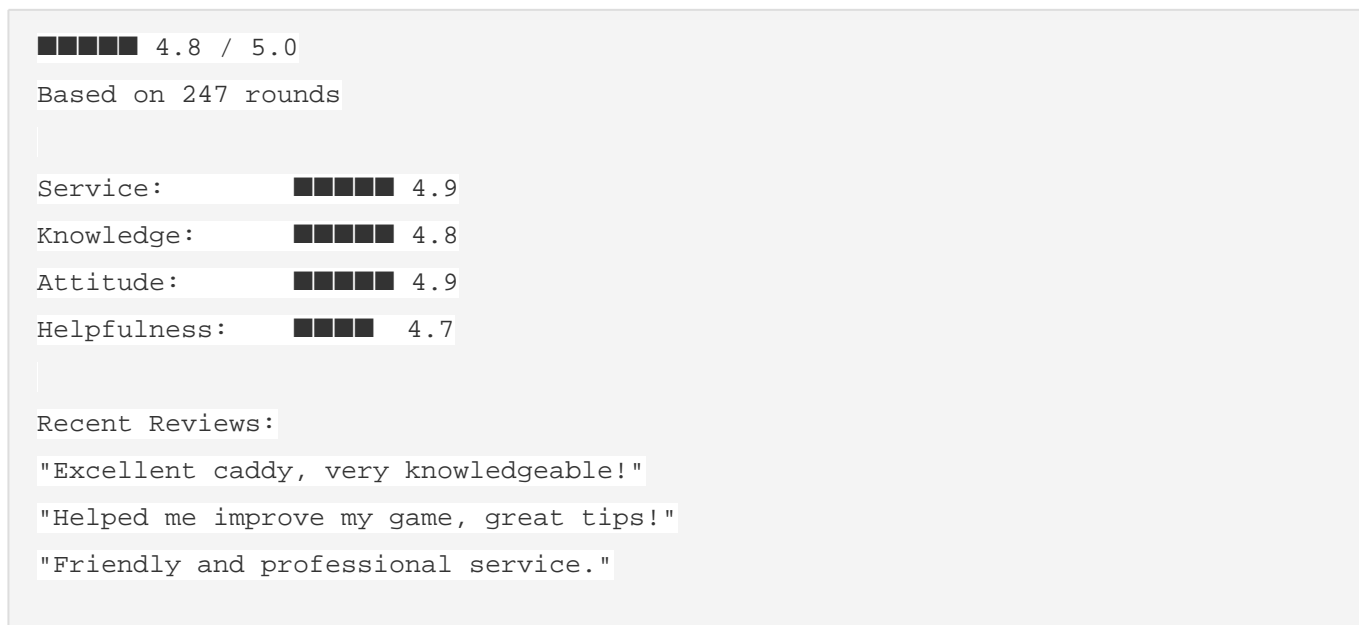 ■■■■■ 4.8 / 5.0
Based on 247 rounds
Service: ■■■■■ 4.9
Knowledge: ■■■■■ 4.8
Attitude: ■■■■■ 4.9
Helpfulness: ■■■■ 4.7
Recent Reviews:
"Excellent caddy, very knowledgeable!"
"Helped me improve my game, great tips!"
"Friendly and professional service."